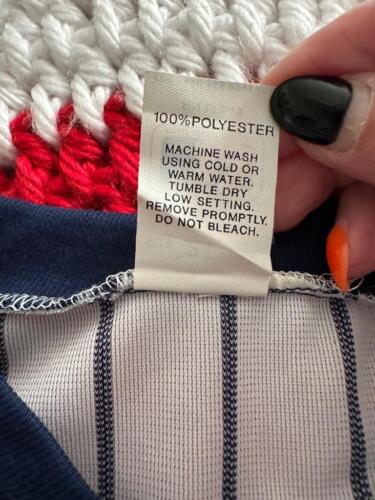 100% POLYESTER
MACHINE WASH
USING COLD OR
WARM WATER.
TUMBLE DRY,
LOW SETTING.
REMOVE PROMPTLY.
DO NOT BLEACH.